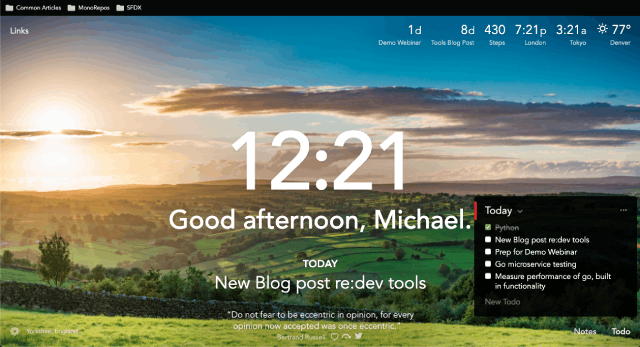 Common Articles MonoRepos SFDX
Links
1d 8d 430 7:21p 3:21a 77°
Demo Webinar Tools Blog Post Steps London Tokyo Denver
12:21
Good afternoon, Michael.
TODAY
New Blog post re:dev tools
“Do not fear to be eccentric in opinion, for every
opinion now accepted was once eccentric.”
Bertrand Russell
Today
Python
New Blog post re:dev tools
Prep for Demo Webinar
Go microservice testing
Measure performance of go, built
in functionality
New Todo
Yorkshire, England
Notes Todo